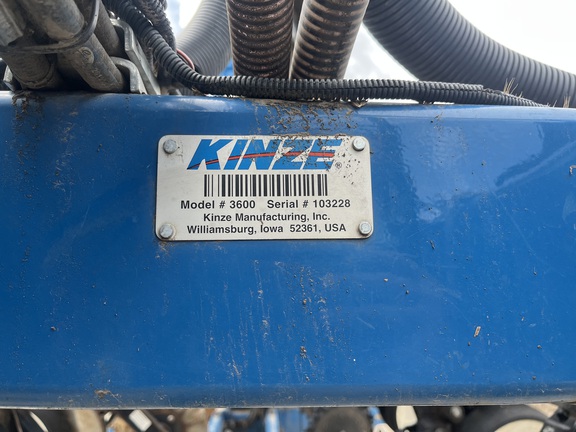 KINZE®
Model # 3600 Serial # 103228
Kinze Manufacturing, Inc.
Williamsburg, Iowa 52361, USA